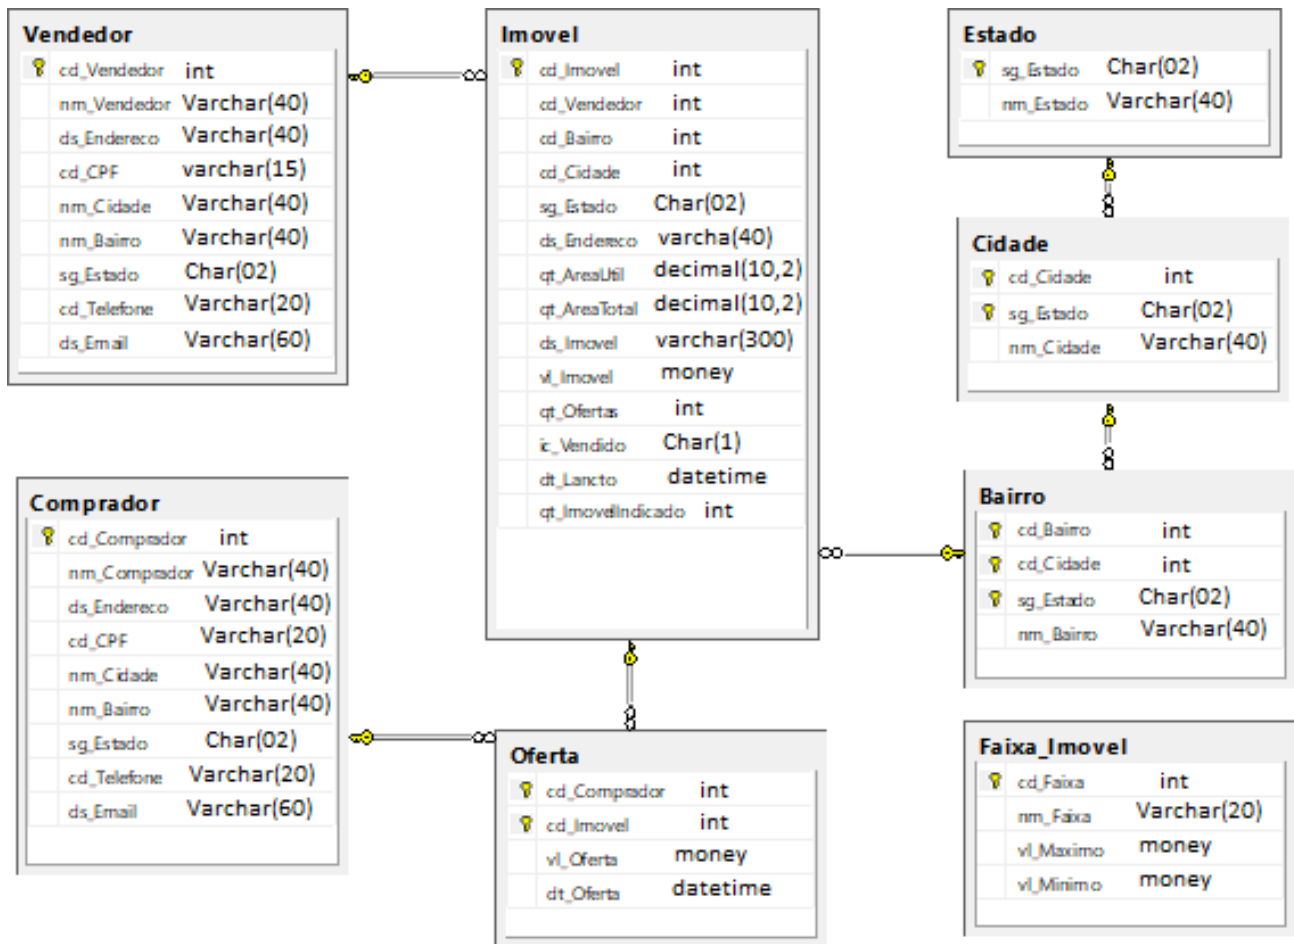 Vendedor
cd_Vendedor int
nm_Vendedor Varchar(40)
ds_Endereco Varchar(40)
cd_CPF varchar(15)
nm_Cidade Varchar(40)
nm_Bairro Varchar(40)
sg_Estado Char(02)
cd_Telefone Varchar(20)
ds_Email Varchar(60)
Imovel
cd_Imovel int
cd_Vendedor int
cd_Bairro int
cd_Cidade int
sg_Estado Char(02)
ds_Endereco varcha(40)
qt_AreaUtil decimal(10,2)
qt_AreaTotal decimal(10,2)
ds_Imovel varchar(300)
vl_Imovel money
qt_Ofertas int
ic_Vendido Char(1)
dt_Lancto datetime
qt_ImovelIndicado int
Estado
sg_Estado Char(02)
nm_Estado Varchar(40)
Cidade
cd_Cidade int
sg_Estado Char(02)
nm_Cidade Varchar(40)
Bairro
cd_Bairro int
cd_Cidade int
sg_Estado Char(02)
nm_Bairro Varchar(40)
Comprador
cd_Comprador int
nm_Comprador Varchar(40)
ds_Endereco Varchar(40)
cd_CPF Varchar(20)
nm_Cidade Varchar(40)
nm_Bairro Varchar(40)
sg_Estado Char(02)
cd_Telefone Varchar(20)
ds_Email Varchar(60)
Oferta
cd_Comprador int
cd_Imovel int
vl_Oferta money
dt_Oferta datetime
Faixa_Imovel
cd_Faixa int
nm_Faixa Varchar(20)
vl_Maximo money
vl_Minimo money